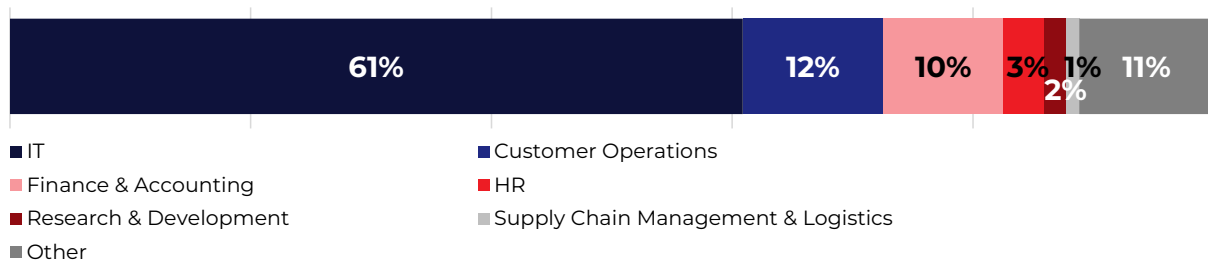 61% 12% 10% 3% 1% 11%
2%
IT Customer Operations
Finance & Accounting HR
Research & Development Supply Chain Management & Logistics
Other